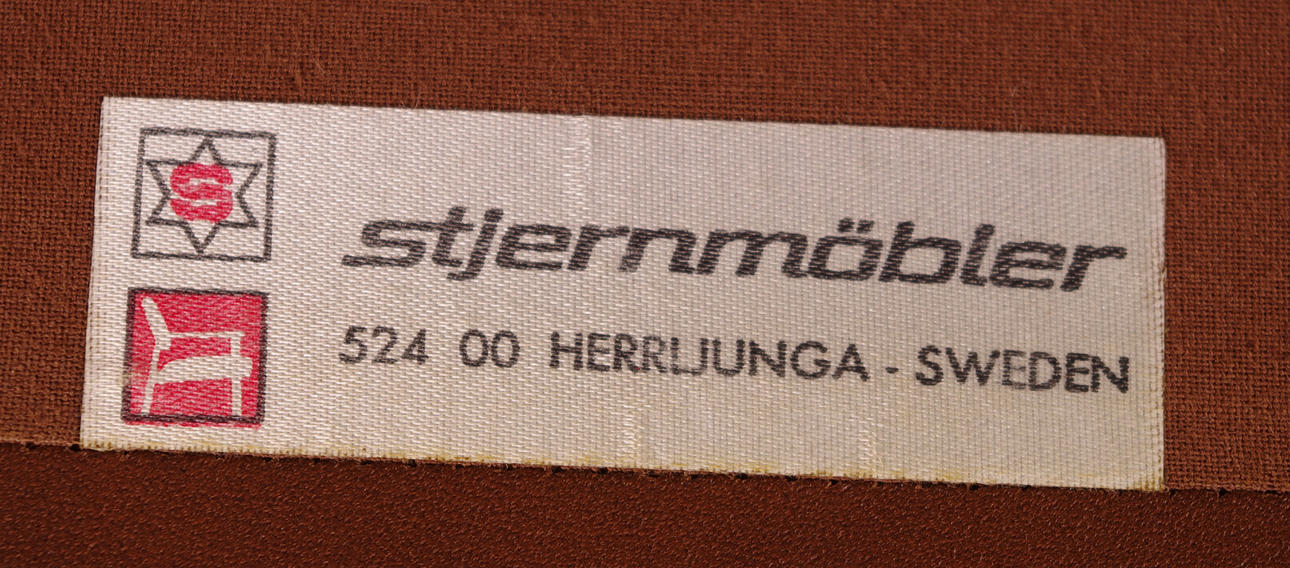 S
stjernmöbler
524 00 HERRLJUNGA - SWEDEN